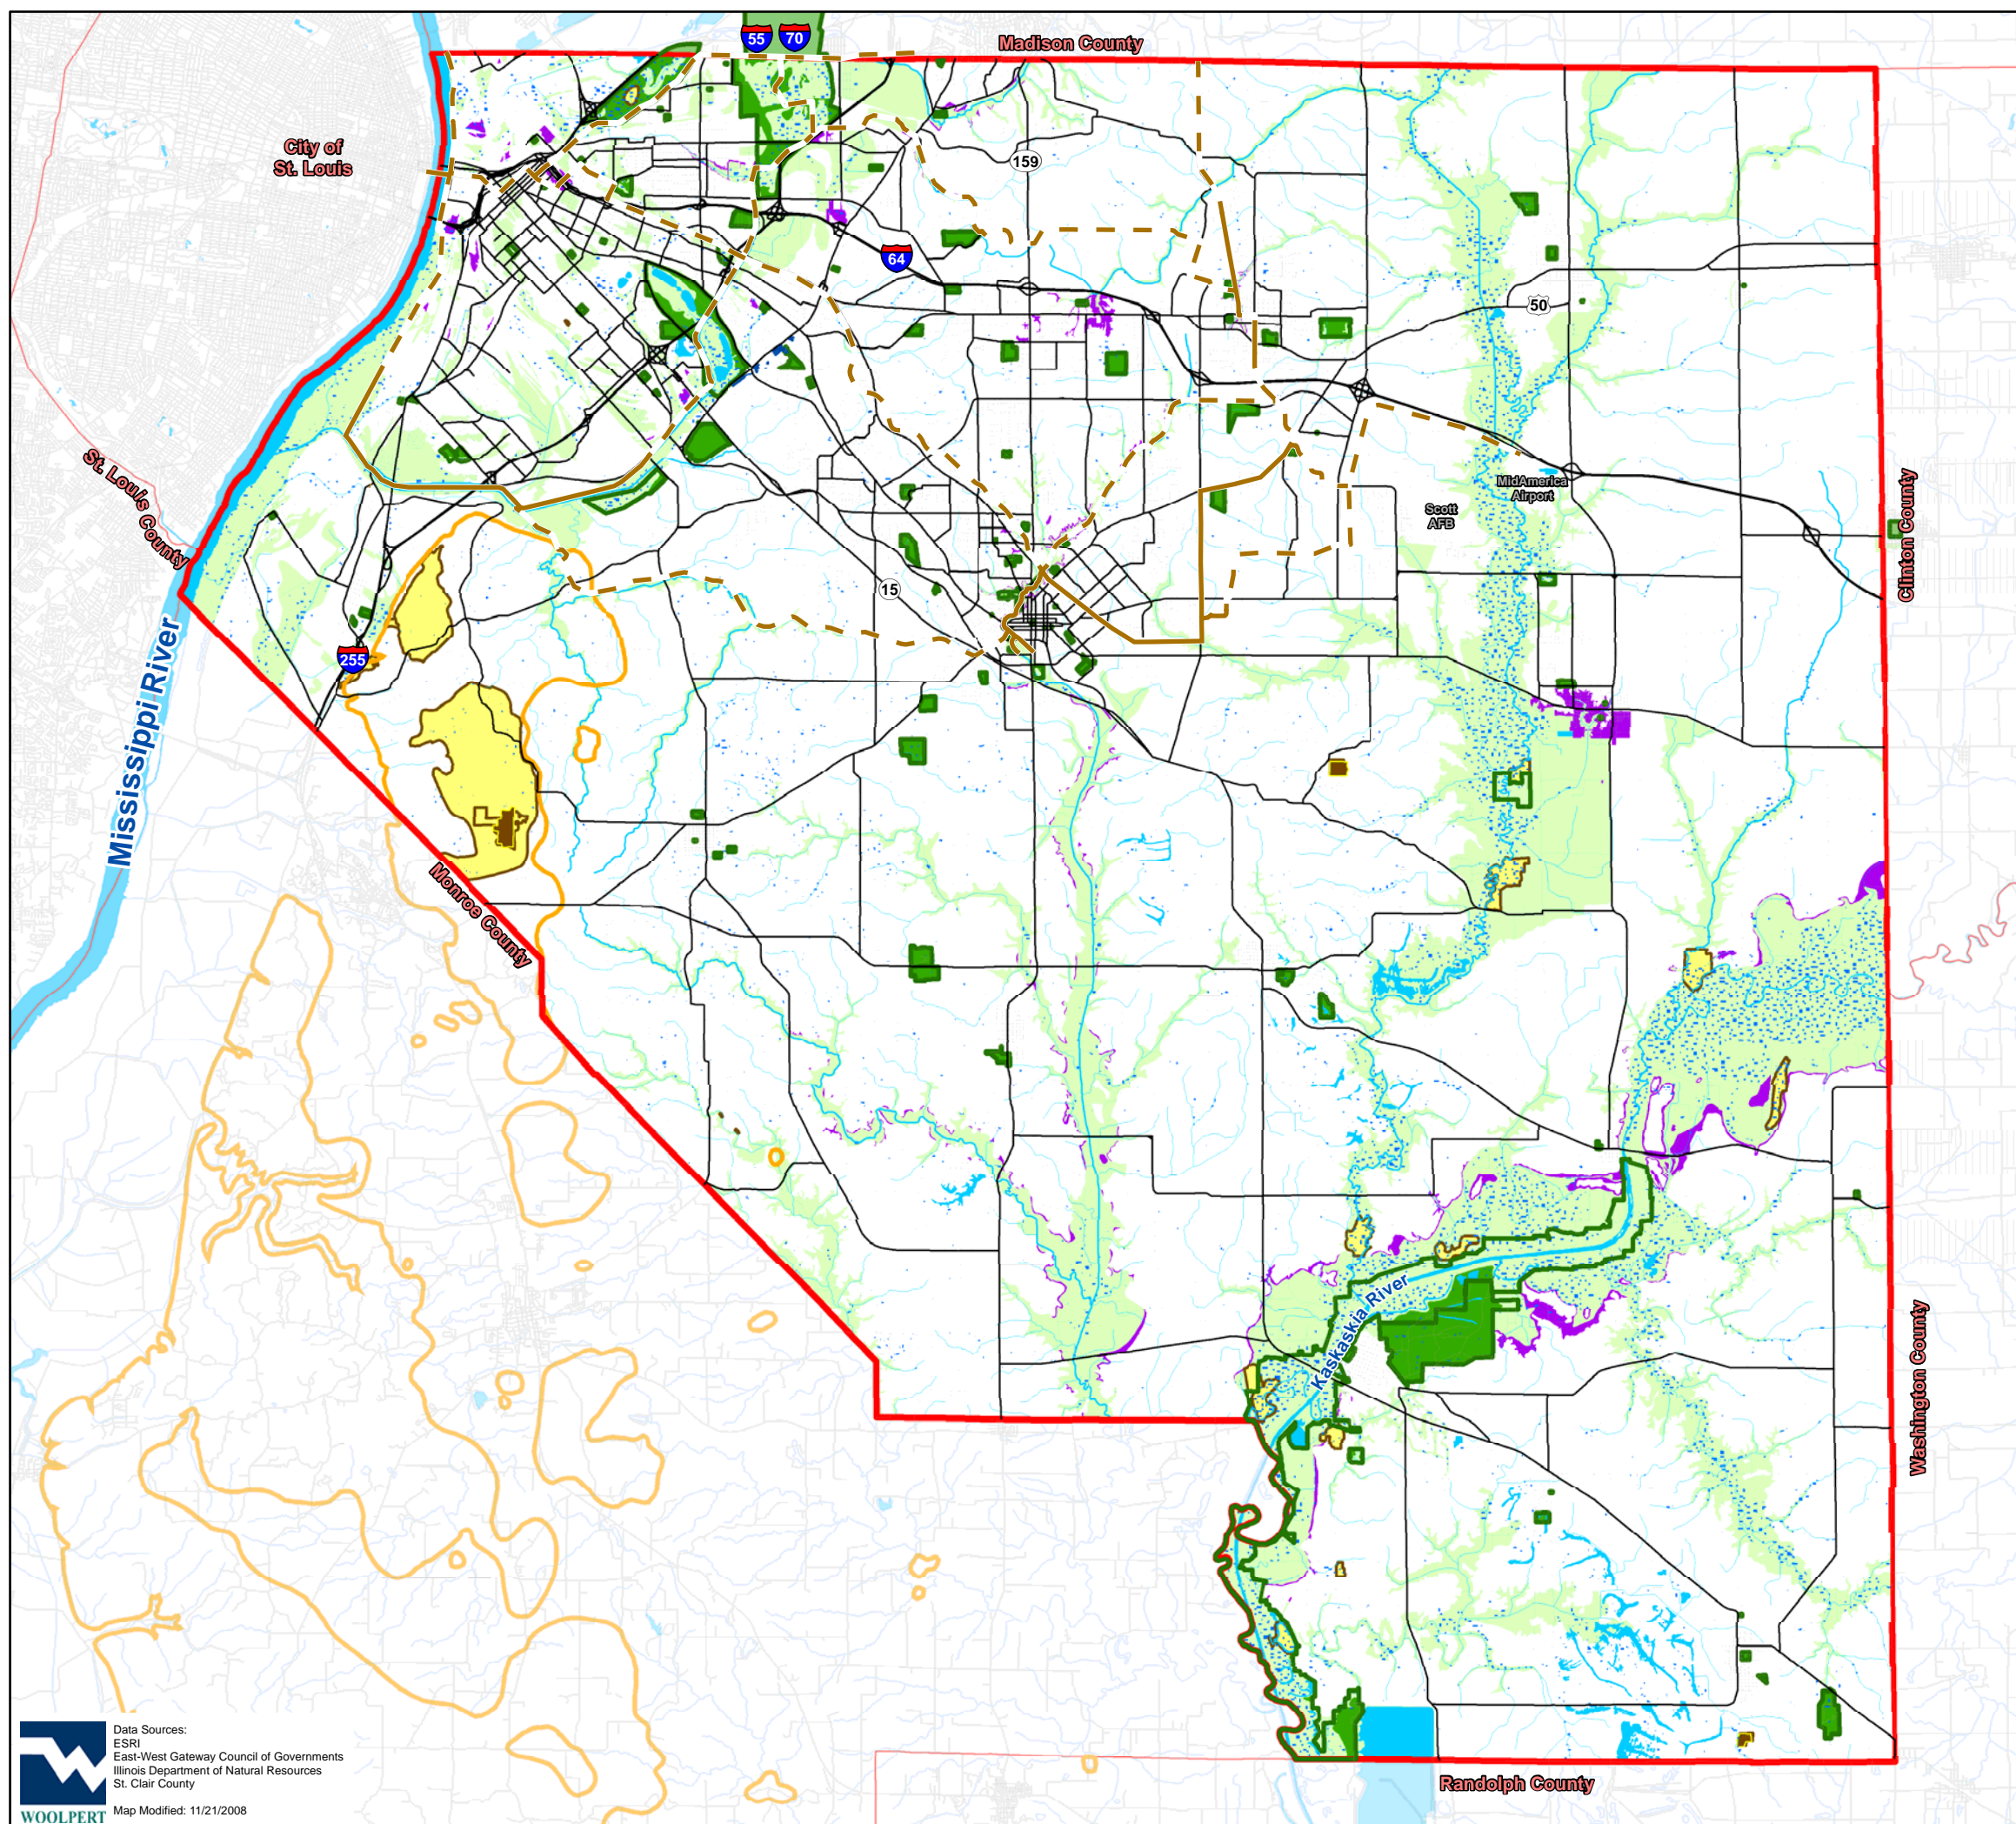 55
70
Madison County
City of
St. Louis
159
64
50
St. Louis County
MidAmerica
Airport
Scott
AFB
Clinton County
15
255
Mississippi River
Monroe County
Kaskaskia River
Washington County
Randolph County
Data Sources:
ESRI
East-West Gateway Council of Governments
Illinois Department of Natural Resources
St. Clair County
Map Modified: 11/21/2008
WOOLPERT